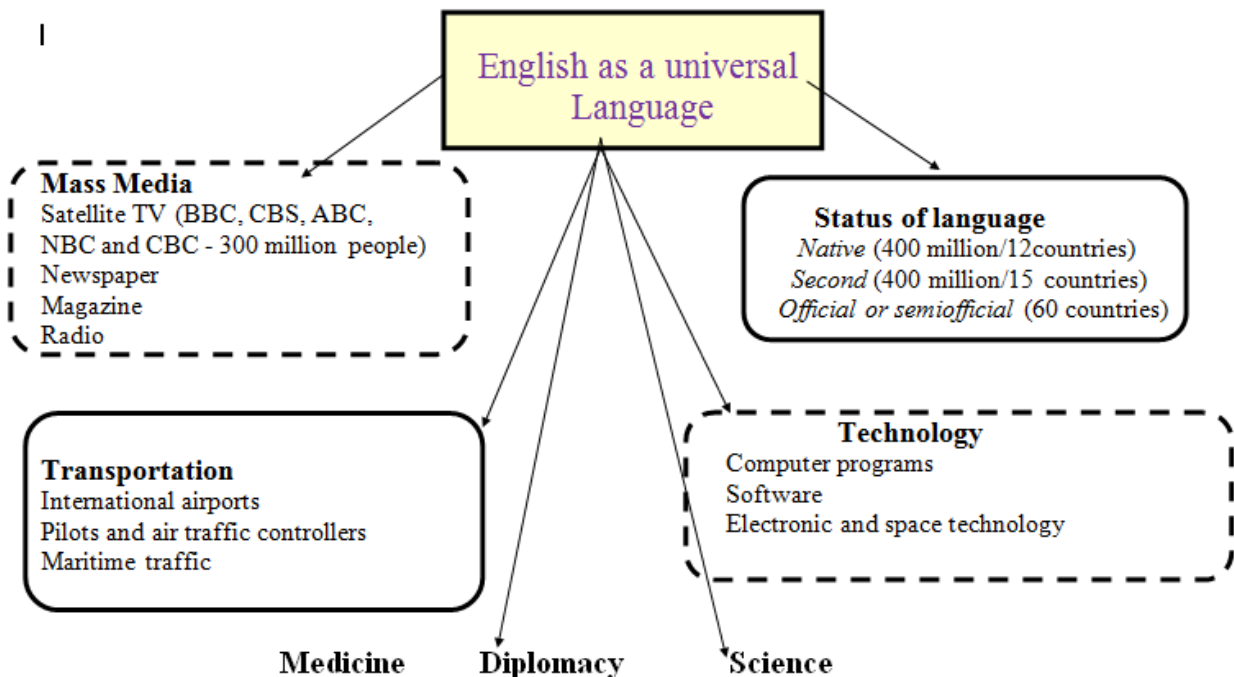 English as a universal
Language
Mass Media
Satellite TV (BBC, CBS, ABC,
NBC and CBC - 300 million people)
Newspaper
Magazine
Radio
Status of language
Native (400 million/12countries)
Second (400 million/15 countries)
Official or semiofficial (60 countries)
Transportation
International airports
Pilots and air traffic controllers
Maritime traffic
Technology
Computer programs
Software
Electronic and space technology
Medicine Diplomacy Science